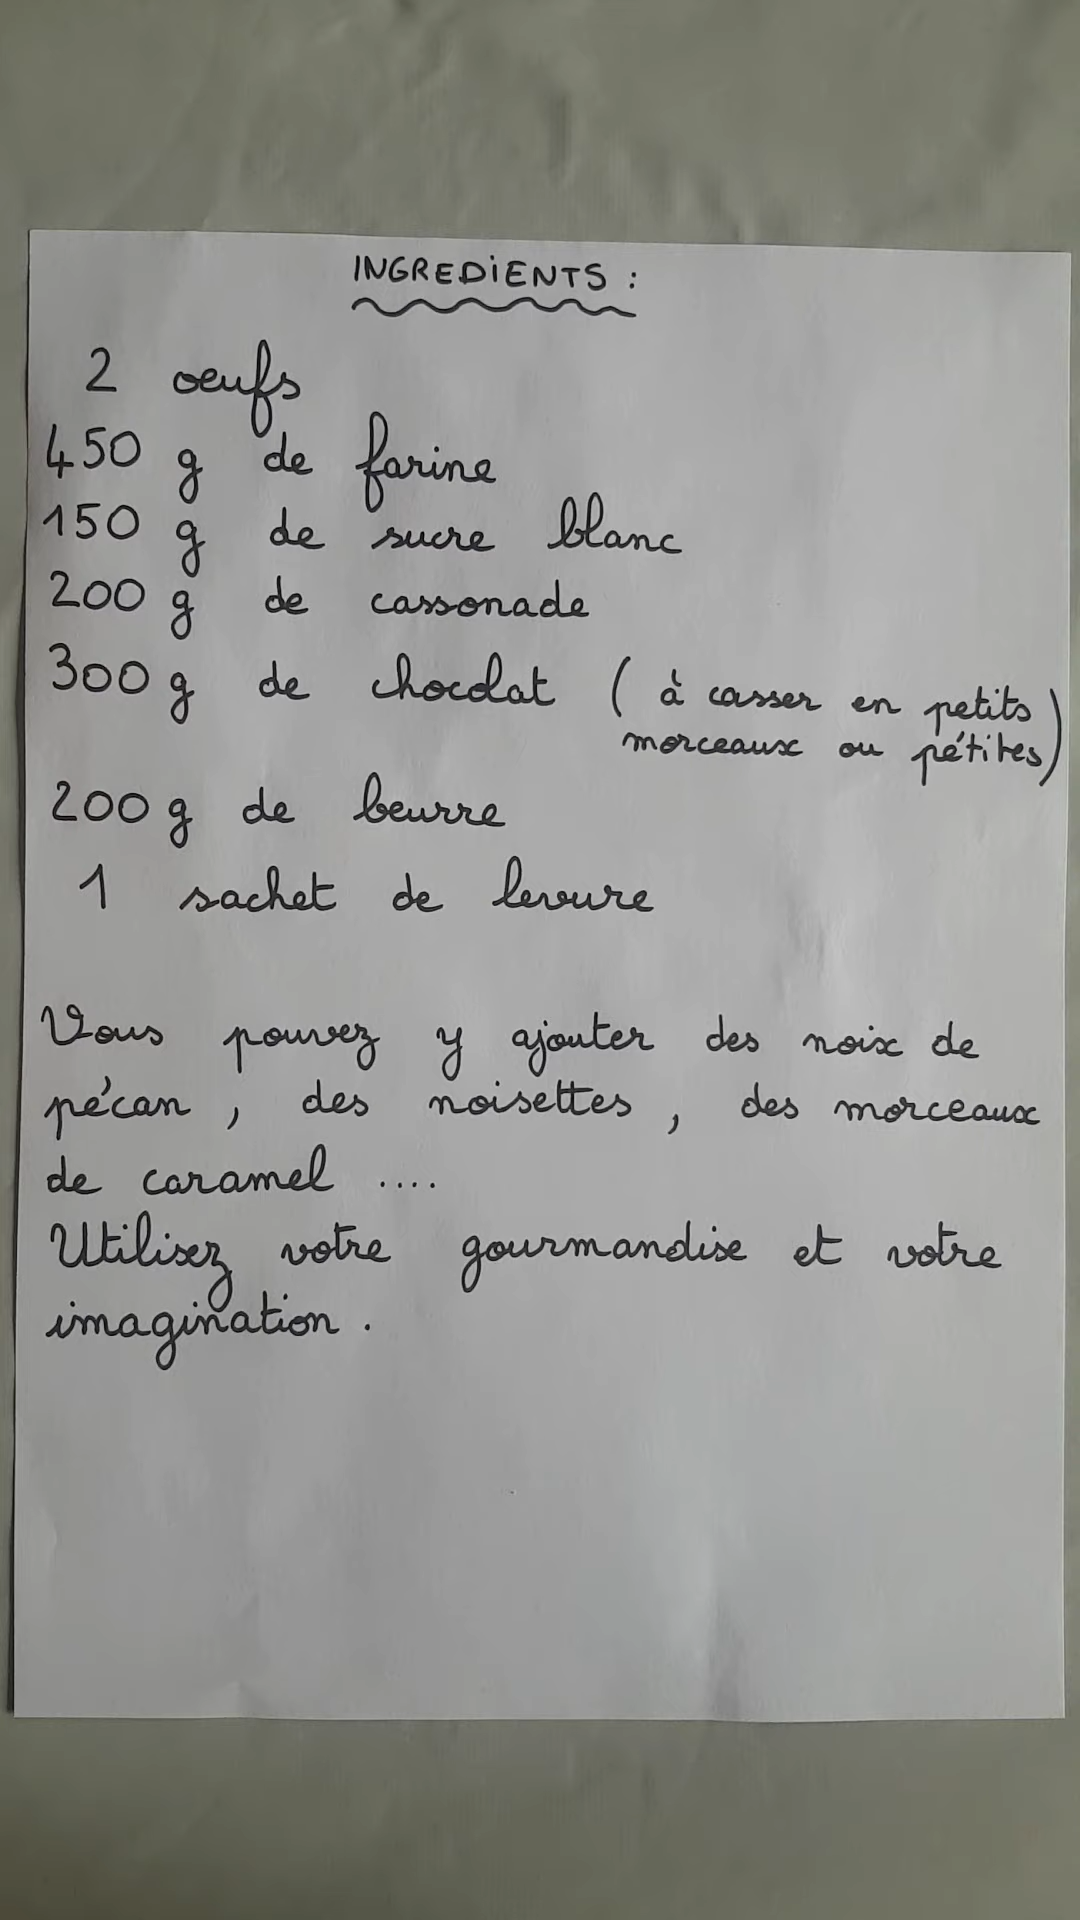 INGREDIENTS :
2 oeufs
450 g de farine
150 g de sucre blanc
200 g de cassonade
300 g de chocolat ( à casser en petits
morceaux ou pétites)
200 g de beurre
1 sachet de levure
Vous pouvez y ajouter des noix de
pécan , des noisettes , des morceaux
de caramel ....
Utilisez votre gourmandise et votre
imagination .